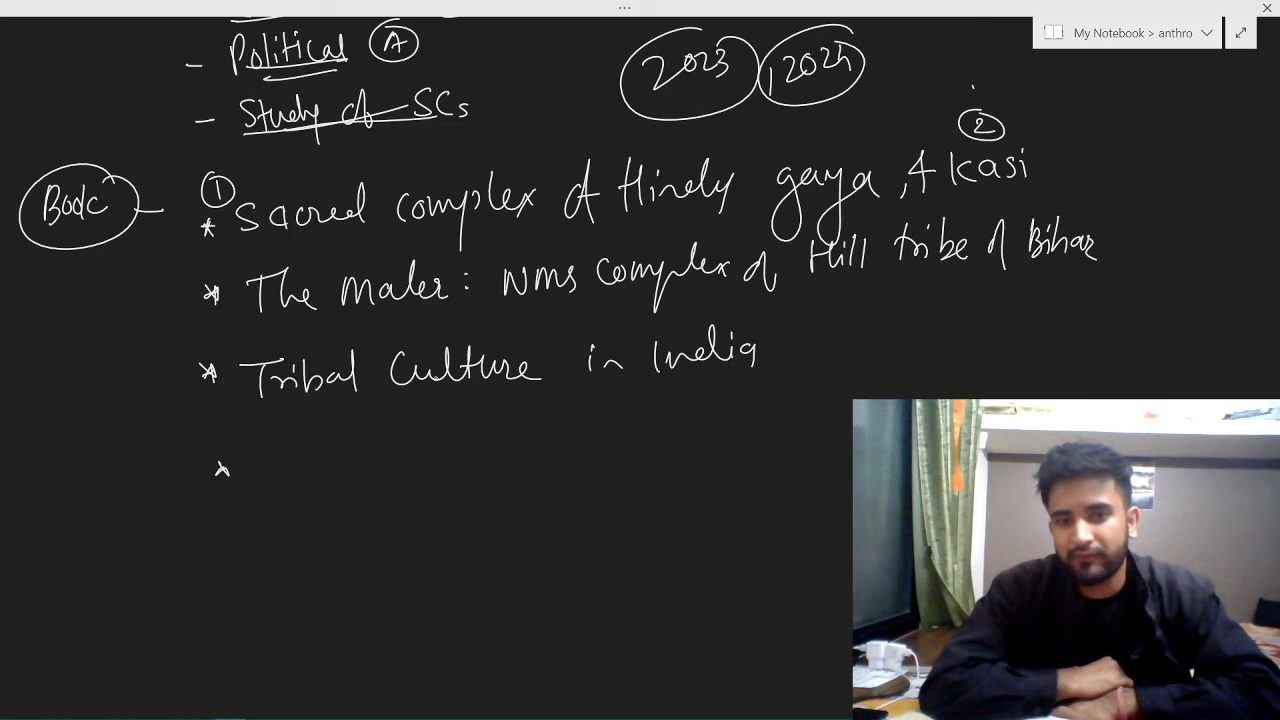 - Political A
2023 , 2024
- Study of SCs
2
Book - 1
* Sacred complex of Hindu gaya , & Kasi
* The Maler : NMS complex of Hill tribe of Bihar
* Tribal Culture in India
*
My Notebook > anthro